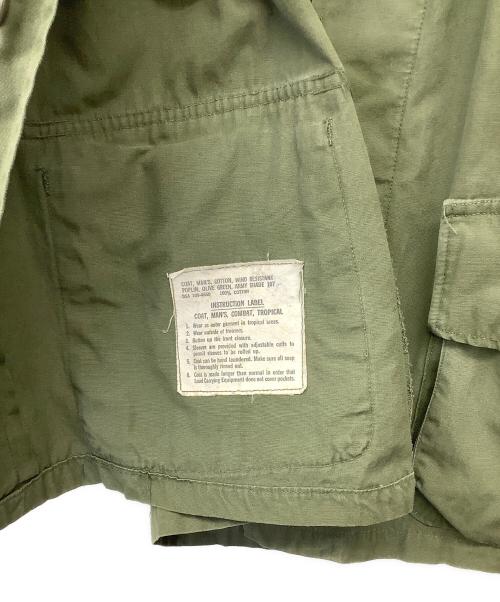 COAT, MAN'S, COTTON, WIND RESISTANT
POPLIN, OLIVE GREEN, ARMY SHADE 107
DSA 100-
100% COTTON
INSTRUCTION LABEL
COAT, MAN'S, COMBAT, TROPICAL
1. Wear as outer garment in tropical areas.
2. Wear outside of trousers.
3. Button up the front closure.
4. Sleeves are provided with adjustable cuffs to
permit sleeves to be rolled up.
5. Coat can be hand laundered. Make sure all soap
is thoroughly rinsed out.
6. Coat is made longer than normal in order that
Load Carrying Equipment does not cover pockets.